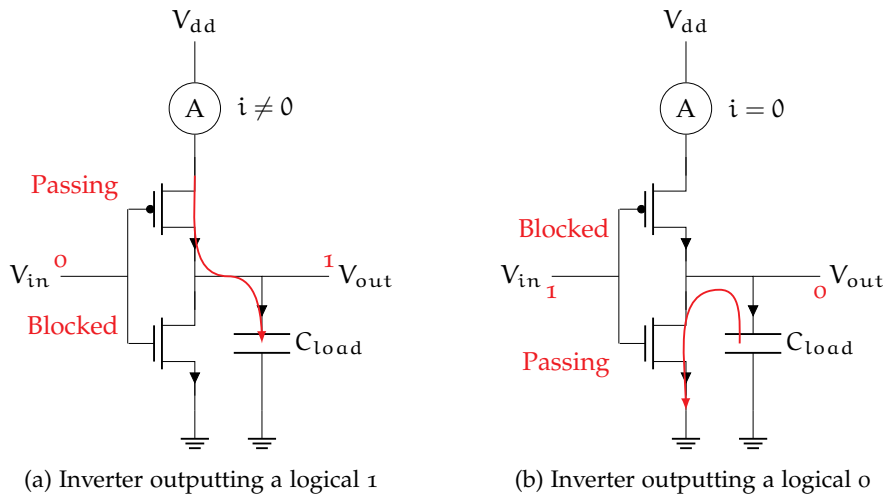 V_dd
A i ≠ 0
Passing
V_in 0 1 V_out
Blocked
C_load
(a) Inverter outputting a logical 1
V_dd
A i = 0
Blocked
V_in 1 0 V_out
C_load
Passing
(b) Inverter outputting a logical 0